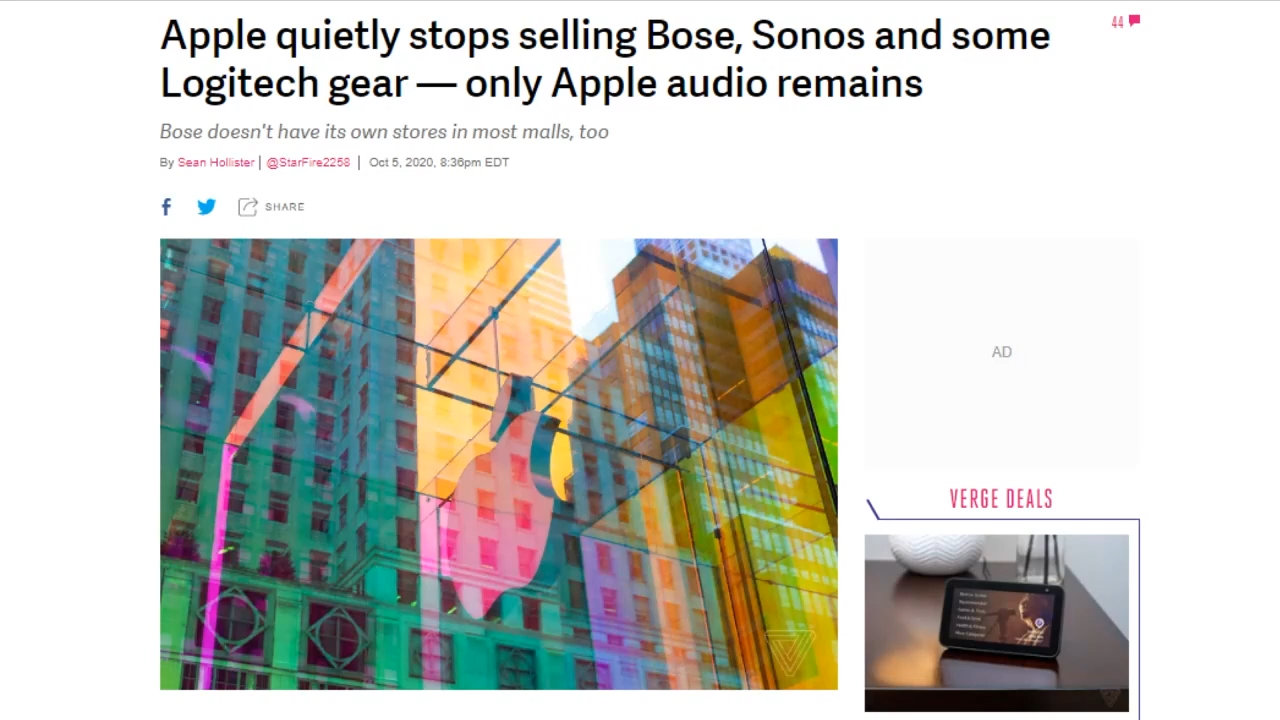 Apple quietly stops selling Bose, Sonos and some
Logitech gear — only Apple audio remains
44
Bose doesn't have its own stores in most malls, too
By Sean Hollister | @StarFire2258 | Oct 5, 2020, 8:36pm EDT
SHARE
AD
VERGE DEALS